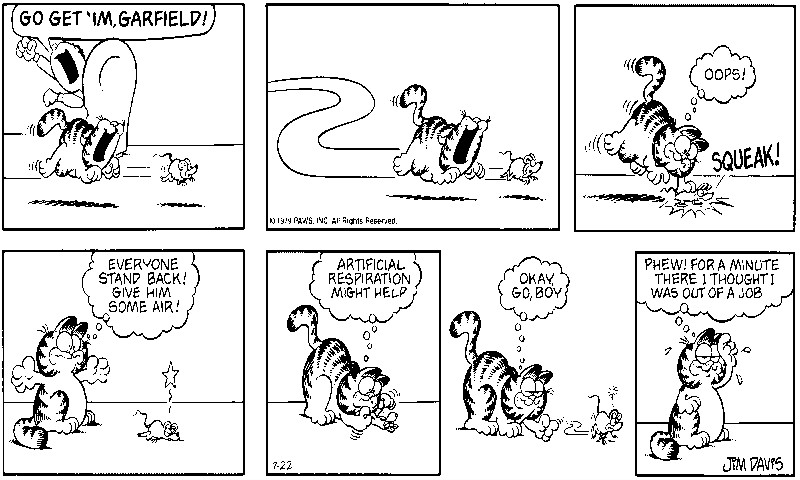 GO GET 'IM, GARFIELD!
© 1979 PAWS, INC. All Rights Reserved.
OOPS!
SQUEAK!
EVERYONE
STAND BACK!
GIVE HIM
SOME AIR!
ARTIFICIAL
RESPIRATION
MIGHT HELP
7-22
OKAY,
GO, BOY
PHEW! FOR A MINUTE
THERE I THOUGHT I
WAS OUT OF A JOB
JIM DAVIS